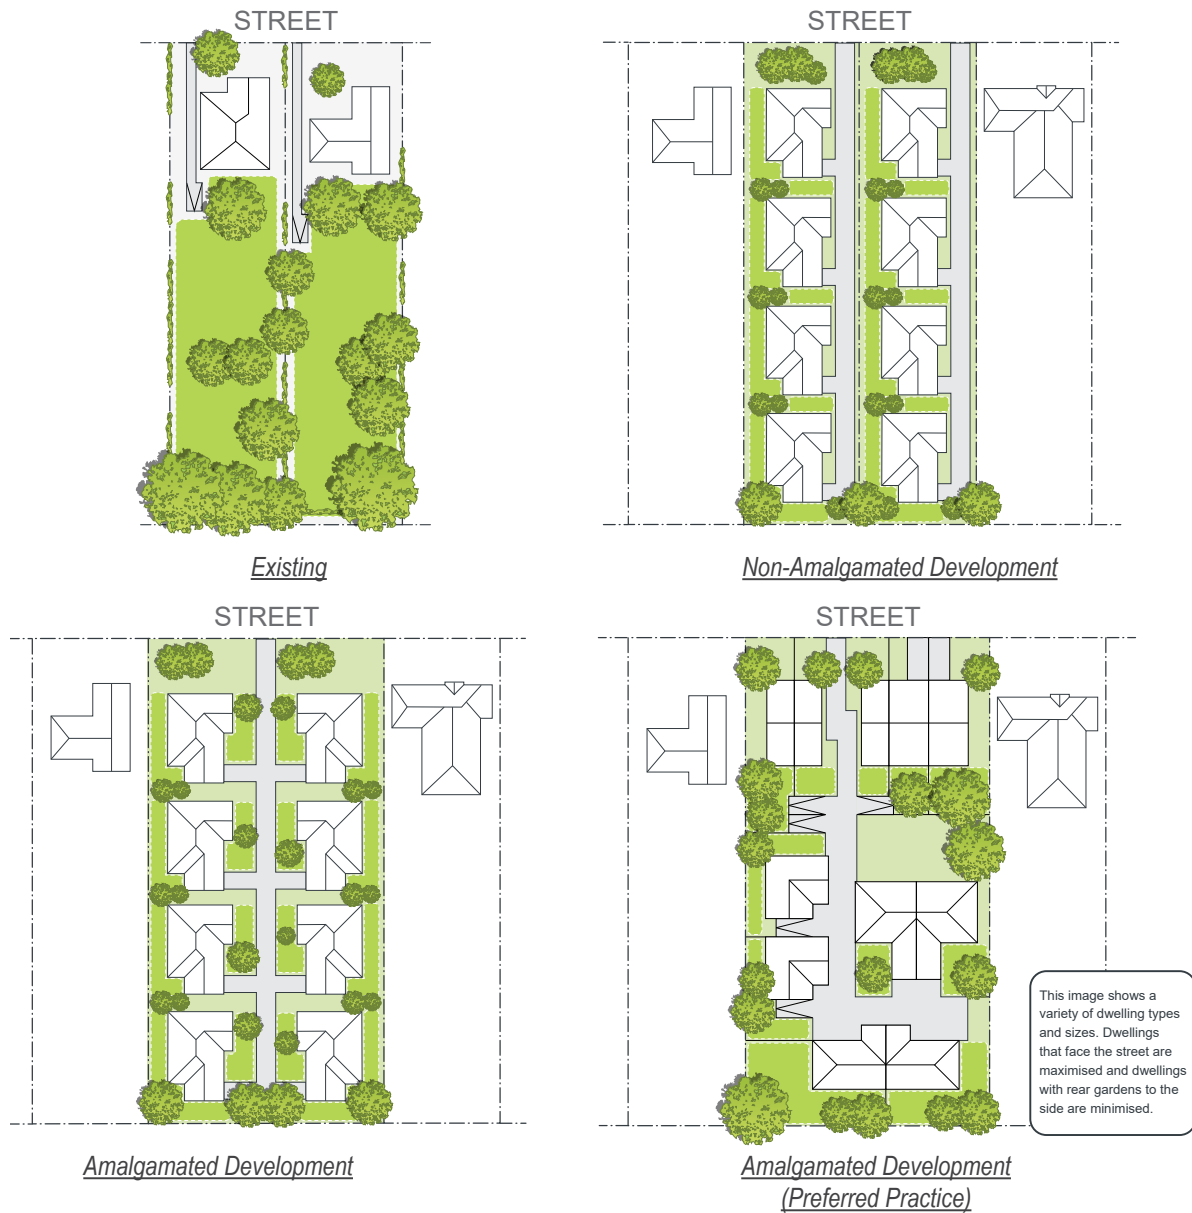 STREET
STREET
Existing
Non-Amalgamated Development
STREET
STREET
This image shows a
variety of dwelling types
and sizes. Dwellings
that face the street are
maximised and dwellings
with rear gardens to the
side are minimised.
Amalgamated Development
Amalgamated Development
(Preferred Practice)